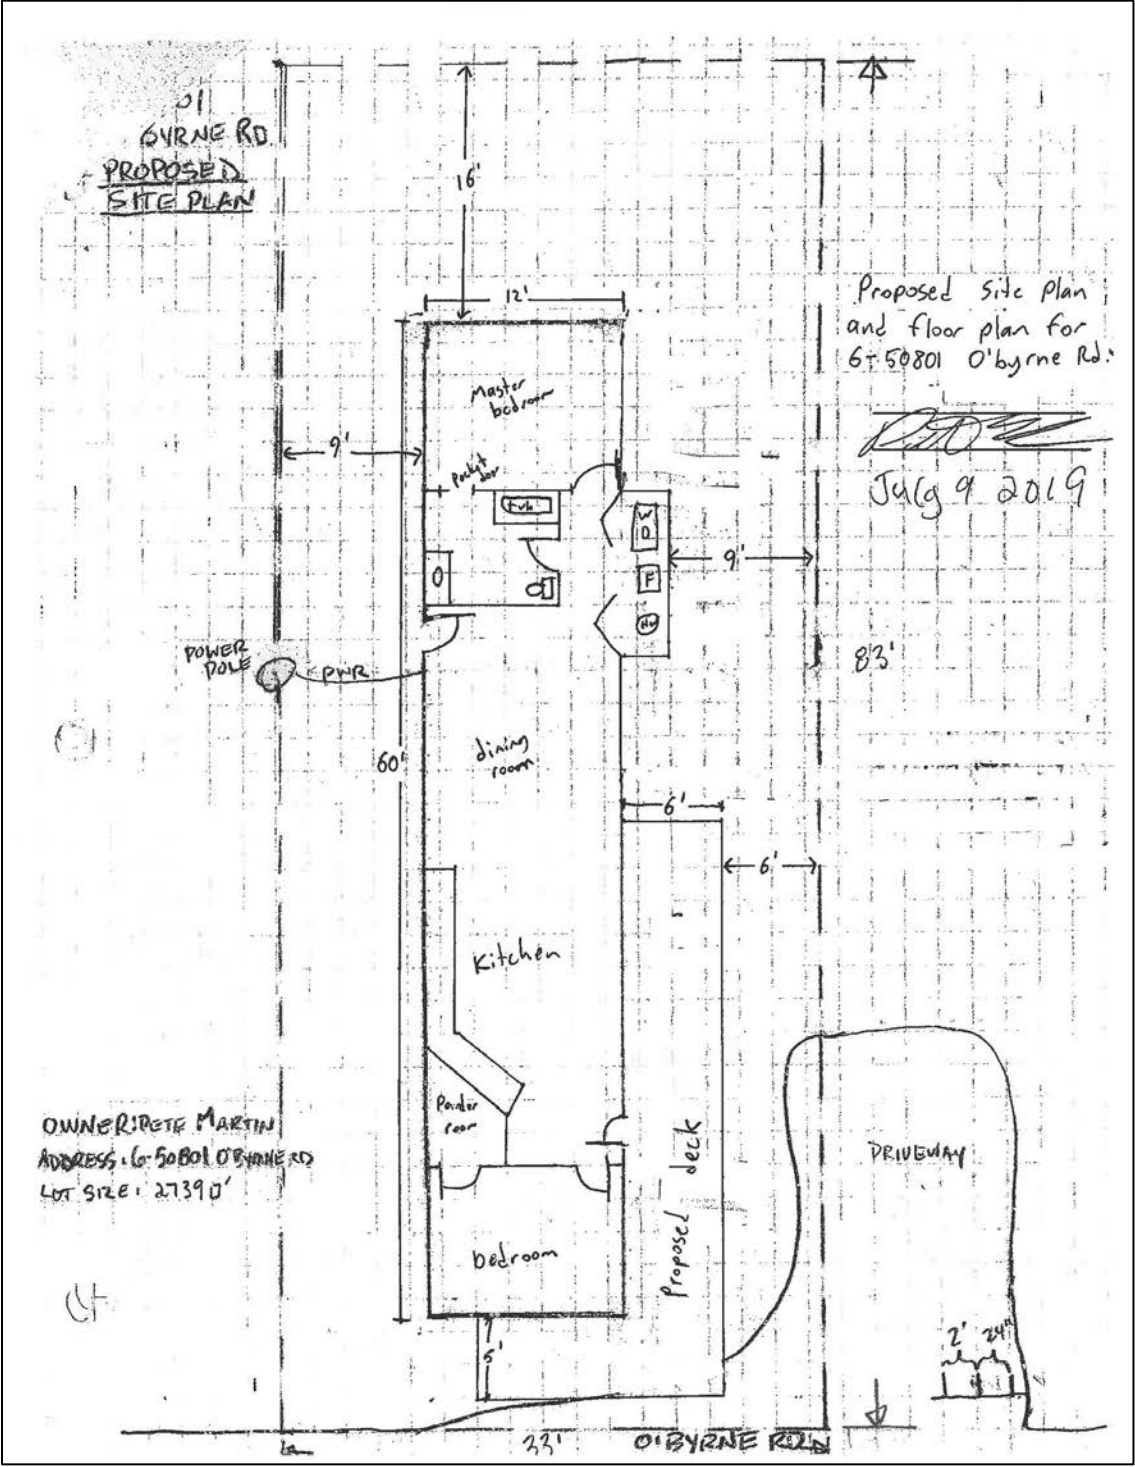 01
BYRNE RD.
PROPOSED
SITE PLAN
16'
12'
Proposed Site Plan
and floor plan for
6-50801 O'byrne Rd.
July 9 2019
Master
bedroom
9'
pocket
door
Tub
W
D
9'
F
HW
POWER
POLE
PWR
83'
dining
room
60'
6'
6'
Kitchen
Powder
room
OWNER: PETE MARTIN
ADDRESS: 6-50801 O'BYRNE RD
LOT SIZE: 2739 □'
DRIVEWAY
Proposed deck
bedroom
5'
2' 24"
33'
O'BYRNE RD